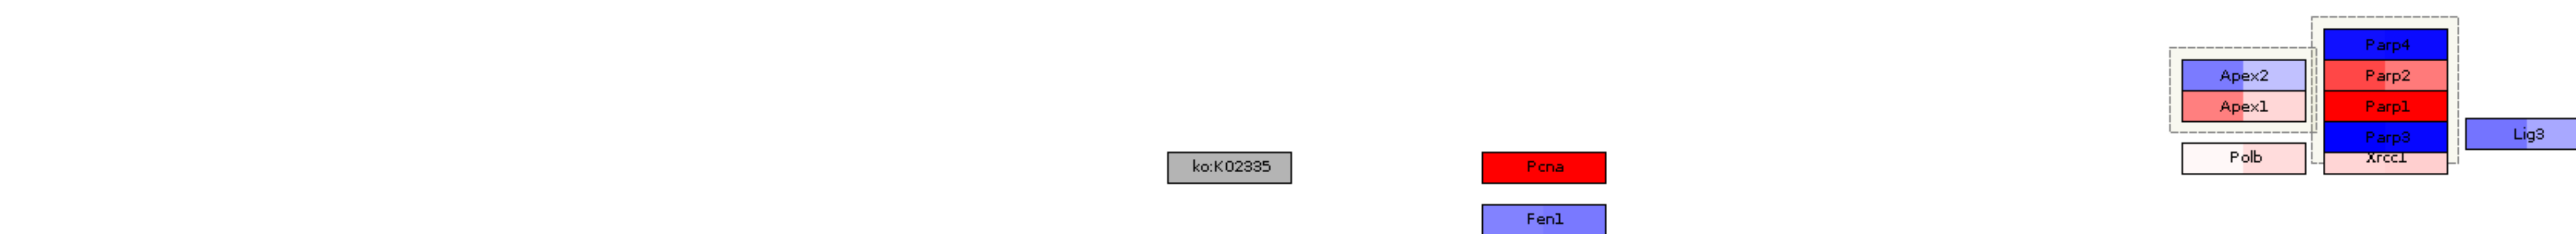 Parp4
Apex2
Parp2
Apex1
Parp1
Lig3
Parp3
Polb
Xrcc1
ko:K02335
Pcna
Fen1